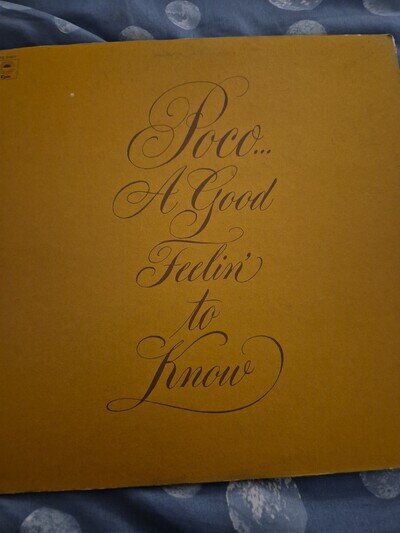 Poco...
A Good
Feelin'
to
Know